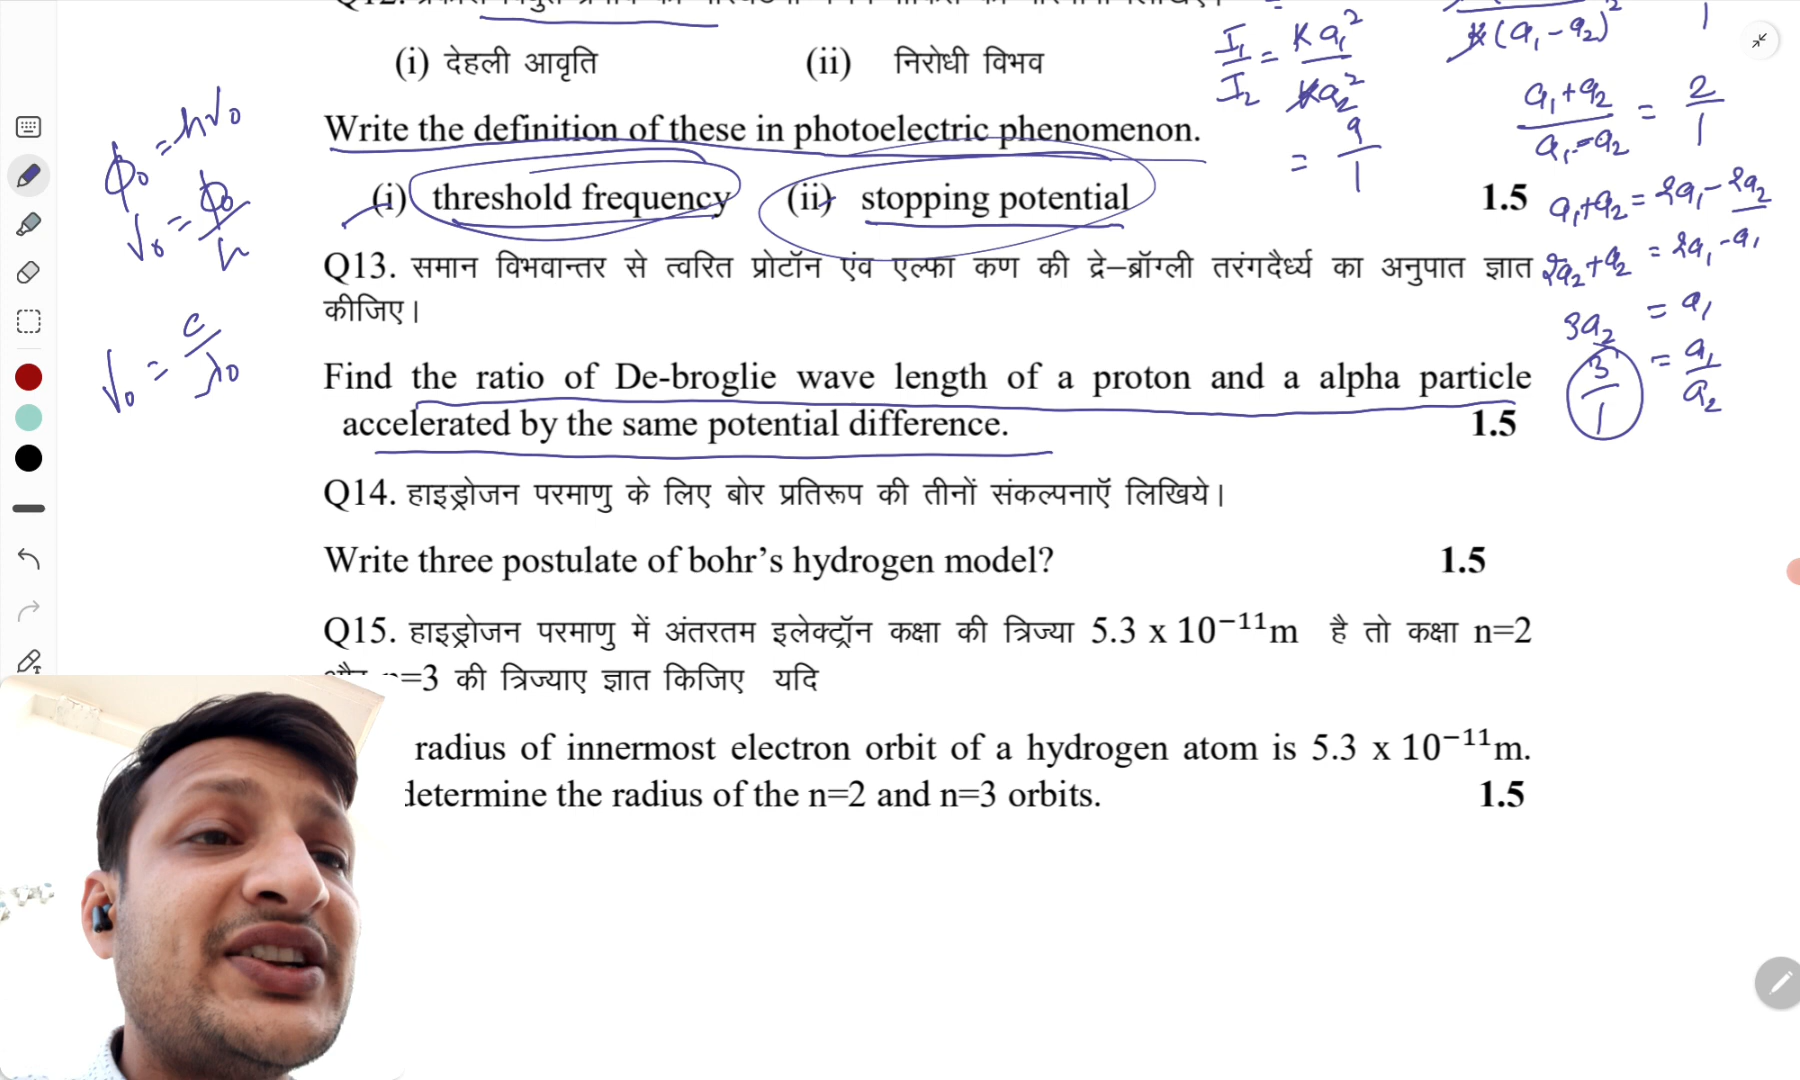 (i) देहली आवृति (ii) निरोधी विभव
Write the definition of these in photoelectric phenomenon.
(i) threshold frequency (ii) stopping potential 1.5
Q13. समान विभवान्तर से त्वरित प्रोटॉन एंव एल्फा कण की द्रे–ब्रॉग्ली तरंगदैर्ध्य का अनुपात ज्ञात
कीजिए।
Find the ratio of De-broglie wave length of a proton and a alpha particle
accelerated by the same potential difference. 1.5
Q14. हाइड्रोजन परमाणु के लिए बोर प्रतिरूप की तीनों संकल्पनाऍ लिखिये।
Write three postulate of bohr's hydrogen model? 1.5
Q15. हाइड्रोजन परमाणु में अंतरतम इलेक्ट्रॉन कक्षा की त्रिज्या 5.3 x 10⁻¹¹m है तो कक्षा n=2
=3 की त्रिज्याए ज्ञात किजिए यदि
radius of innermost electron orbit of a hydrogen atom is 5.3 x 10⁻¹¹m.
determine the radius of the n=2 and n=3 orbits. 1.5
ϕ₀ = hν₀
ν₀ = ϕ₀/h
ν₀ = c/λ₀
I₁/I₂ = Ka₁²/Ka₂²
= 9/1
K(a₁-a₂)² 1
(a₁+a₂)/(a₁-a₂) = 2/1
a₁+a₂ = 2a₁-2a₂
2a₂+a₂ = 2a₁-a₁
3a₂ = a₁
3/1 = a₁/a₂